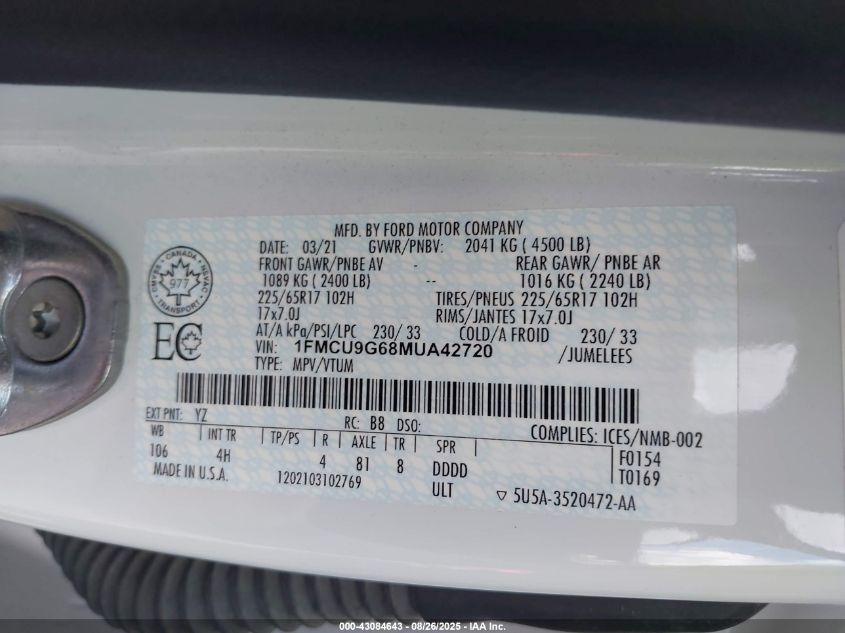 MFD. BY FORD MOTOR COMPANY
DATE: 03/21 GVWR/PNBV: 2041 KG ( 4500 LB)
FRONT GAWR/PNBE AV - REAR GAWR/ PNBE AR
1089 KG ( 2400 LB) -- 1016 KG ( 2240 LB)
225/65R17 102H TIRES/PNEUS 225/65R17 102H
17x7.0J RIMS/JANTES 17x7.0J
AT/A kPa/PSI/LPC 230/ 33 COLD/A FROID 230/ 33
VIN: 1FMCU9G68MUA42720 /JUMELEES
TYPE: MPV/VTUM
CANADA
CMVSS NSVAC
977
TRANSPORT
EC
EXT PNT: YZ RC: B8 DSO:
COMPLIES: ICES/NMB-002
WB INT TR TP/PS R AXLE TR SPR
106 4H 4 81 8 DDDD F0154
MADE IN U.S.A. 1202103102769 ULT T0169
5U5A-3520472-AA
000-43084643 - 08/26/2025 - IAA Inc.